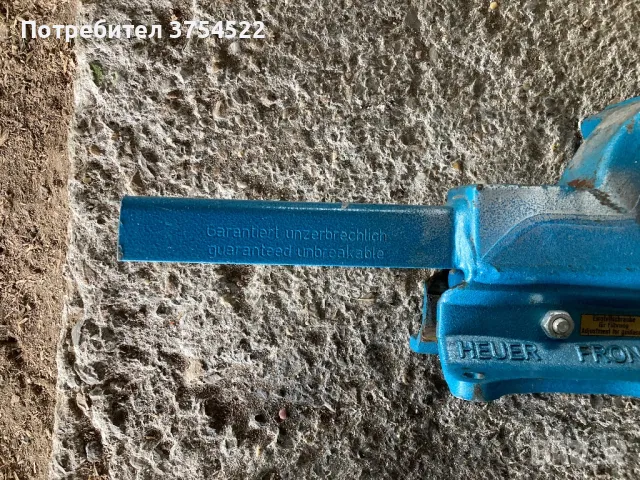 Потребител 3754522
Garantiert unzerbrechlich
guaranteed unbreakable
HEUER FRON